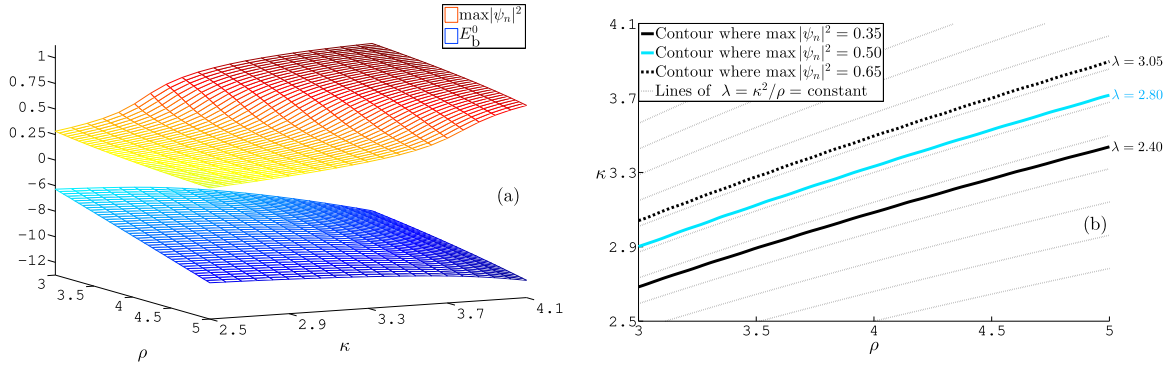 max|ψₙ|²
E_b^0
1
0.75
0.5
0.25
0
−6
−8
−10
−12
3
3.5
4
4.5
5
ρ
2.5
2.9
3.3
3.7
4.1
κ
(a)
4.1
3.7
3.3
2.9
2.5
κ
Contour where max |ψₙ|² = 0.35
Contour where max |ψₙ|² = 0.50
Contour where max |ψₙ|² = 0.65
Lines of λ = κ²/ρ = constant
λ = 3.05
λ = 2.80
λ = 2.40
(b)
3
3.5
4
4.5
5
ρ